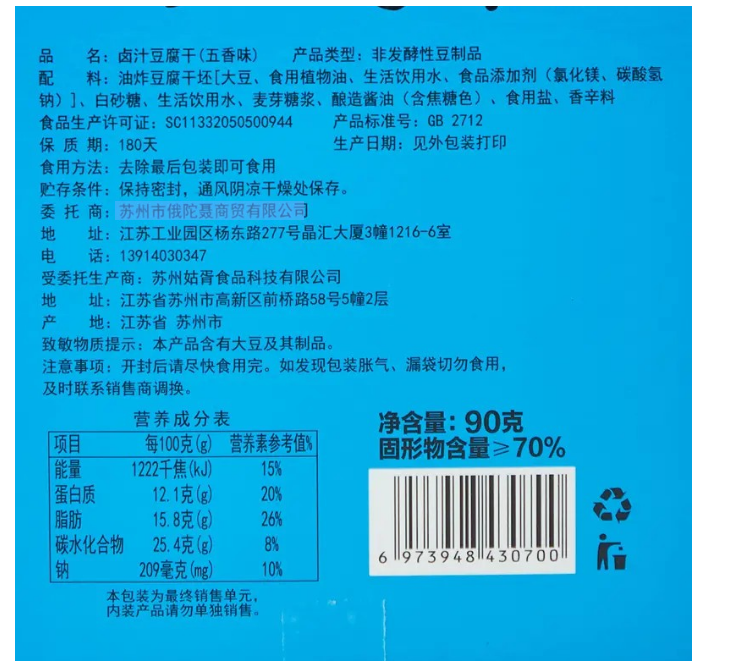 品　　名：卤汁豆腐干(五香味)　　产品类型：非发酵性豆制品
配　　料：油炸豆腐干坯[大豆、食用植物油、生活饮用水、食品添加剂（氯化镁、碳酸氢
钠）]、白砂糖、生活饮用水、麦芽糖浆、酿造酱油（含焦糖色）、食用盐、香辛料
食品生产许可证：SC11332050500944　　产品标准号：GB 2712
保 质 期：180天　　生产日期：见外包装打印
食用方法：去除最后包装即可食用
贮存条件：保持密封，通风阴凉干燥处保存。
委 托 商：苏州市俄陀聂商贸有限公司
地　　址：江苏工业园区杨东路277号晶汇大厦3幢1216-6室
电　　话：13914030347
受委托生产商：苏州姑胥食品科技有限公司
地　　址：江苏省苏州市高新区前桥路58号5幢2层
产　　地：江苏省 苏州市
致敏物质提示：本产品含有大豆及其制品。
注意事项：开封后请尽快食用完。如发现包装胀气、漏袋切勿食用，
及时联系销售商调换。
营养成分表
项目　每100克(g)　营养素参考值%
能量　1222千焦(kJ)　15%
蛋白质　12.1克(g)　20%
脂肪　15.8克(g)　26%
碳水化合物　25.4克(g)　8%
钠　209毫克(mg)　10%
本包装为最终销售单元，
内装产品请勿单独销售。
净含量：90克
固形物含量≥70%
6 973948 430700